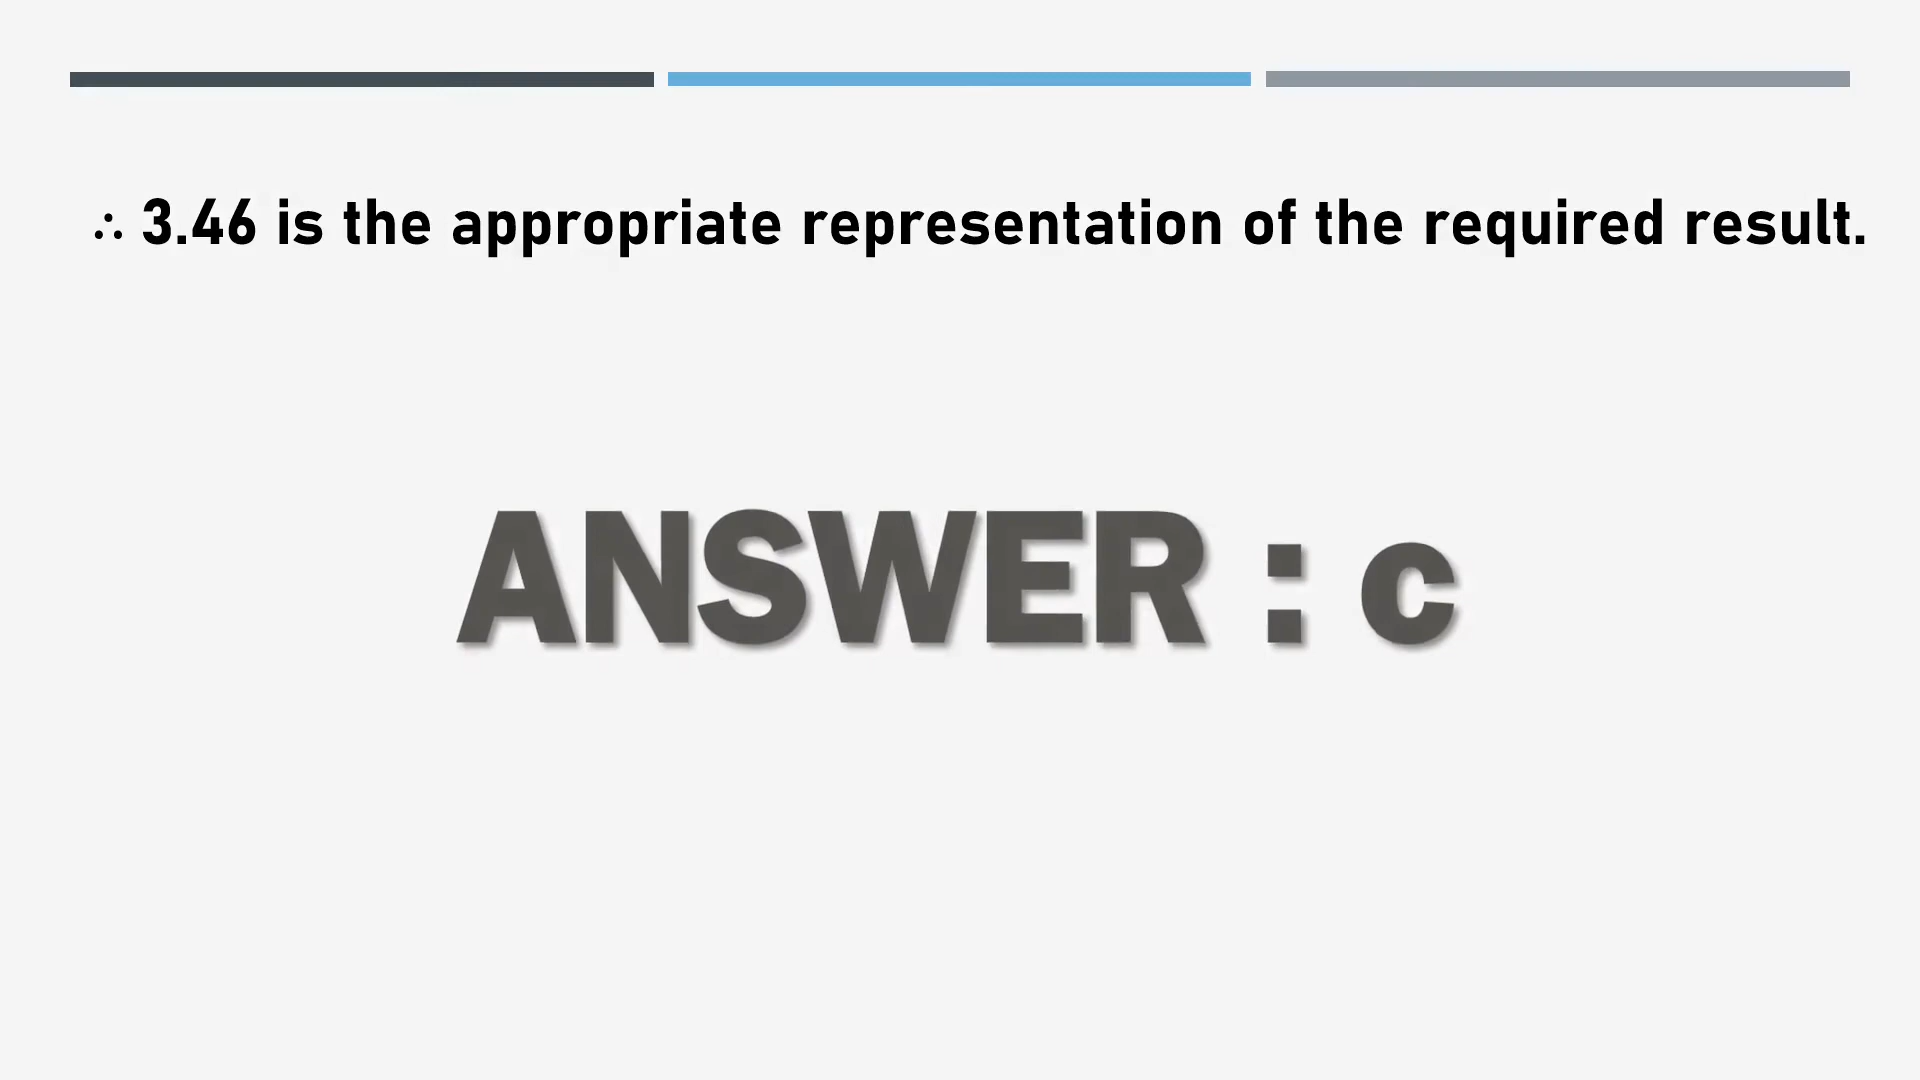 ∴ 3.46 is the appropriate representation of the required result.
ANSWER : c